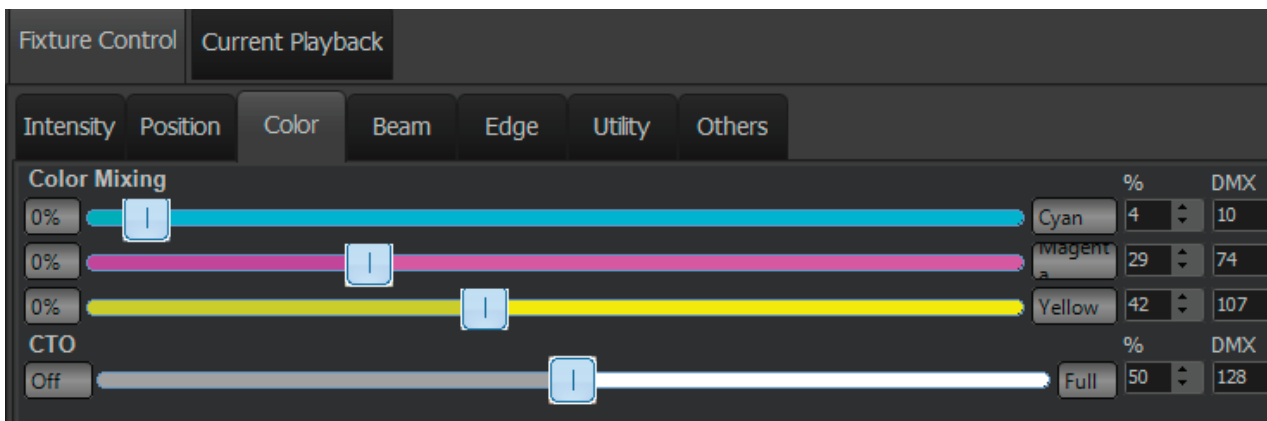 Fixture Control Current Playback
Intensity Position Color Beam Edge Utility Others
Color Mixing % DMX
0% Cyan 4 10
0% Magenta 29 74
0% Yellow 42 107
CTO % DMX
Off Full 50 128